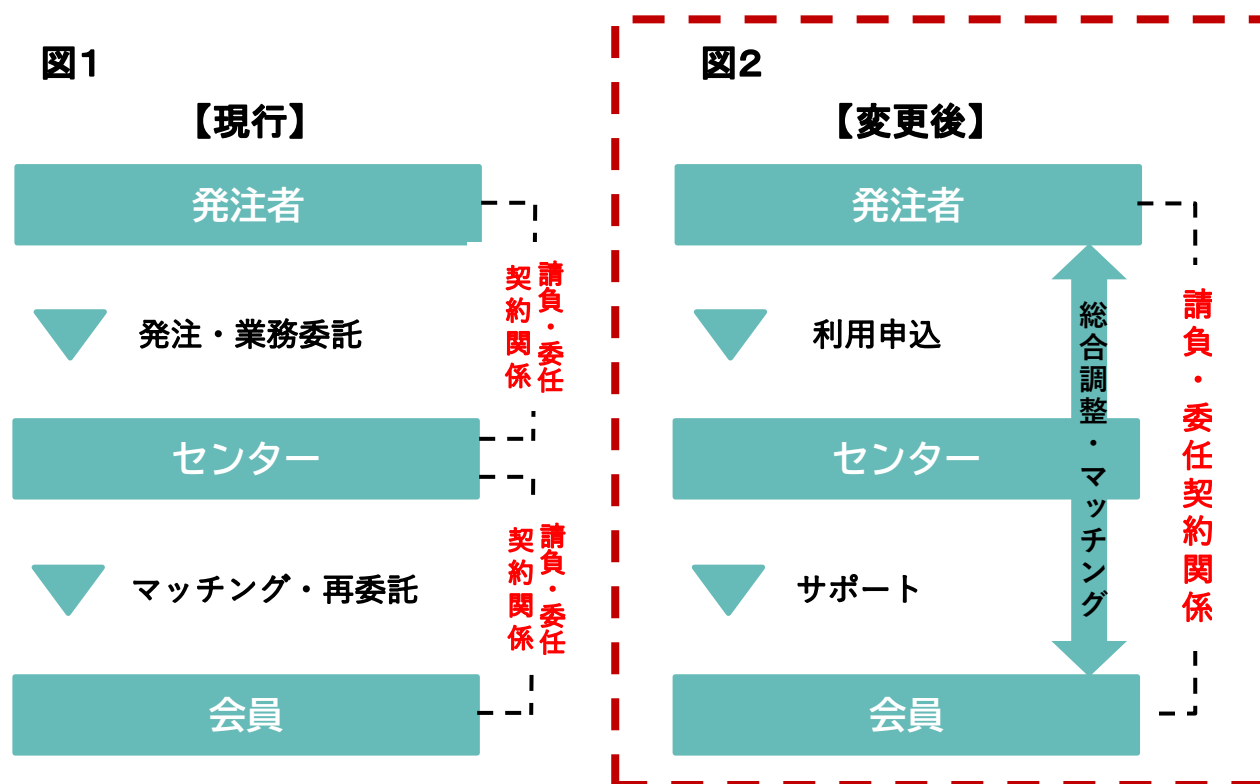 図1
【現行】
発注者
発注・業務委託
請負・委任
契約関係
センター
マッチング・再委託
請負・委任
契約関係
会員
図2
【変更後】
発注者
利用申込
センター
サポート
会員
総合調整・マッチング
請負・委任契約関係